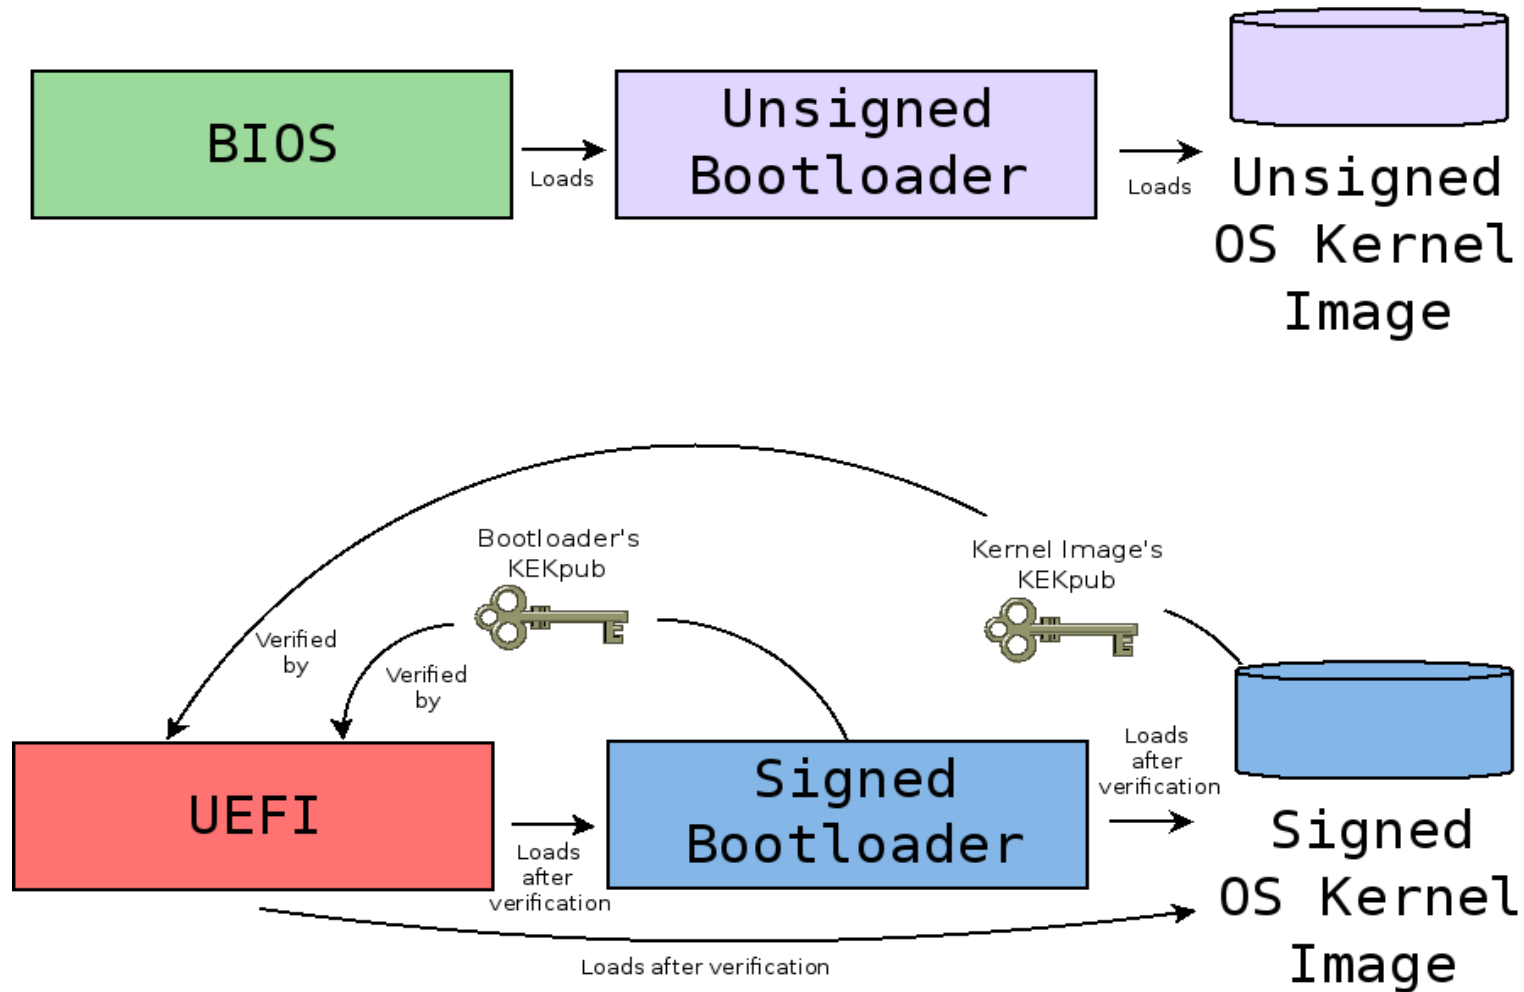 BIOS
Loads
Unsigned
Bootloader
Loads
Unsigned
OS Kernel
Image
Bootloader's
KEKpub
Kernel Image's
KEKpub
Verified
by
Verified
by
UEFI
Loads
after
verification
Signed
Bootloader
Loads
after
verification
Signed
OS Kernel
Image
Loads after verification